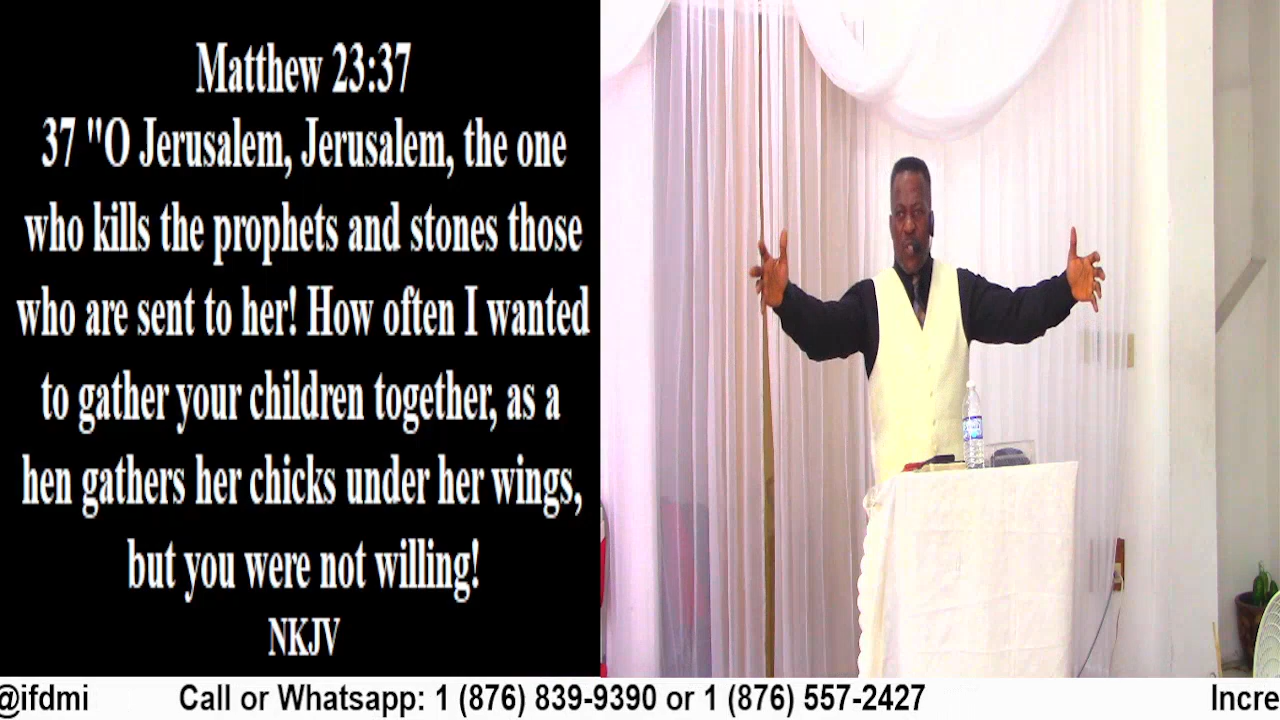 Matthew 23:37
37 "O Jerusalem, Jerusalem, the one
who kills the prophets and stones those
who are sent to her! How often I wanted
to gather your children together, as a
hen gathers her chicks under her wings,
but you were not willing!
NKJV
@ifdmi Call or Whatsapp: 1 (876) 839-9390 or 1 (876) 557-2427 Incre